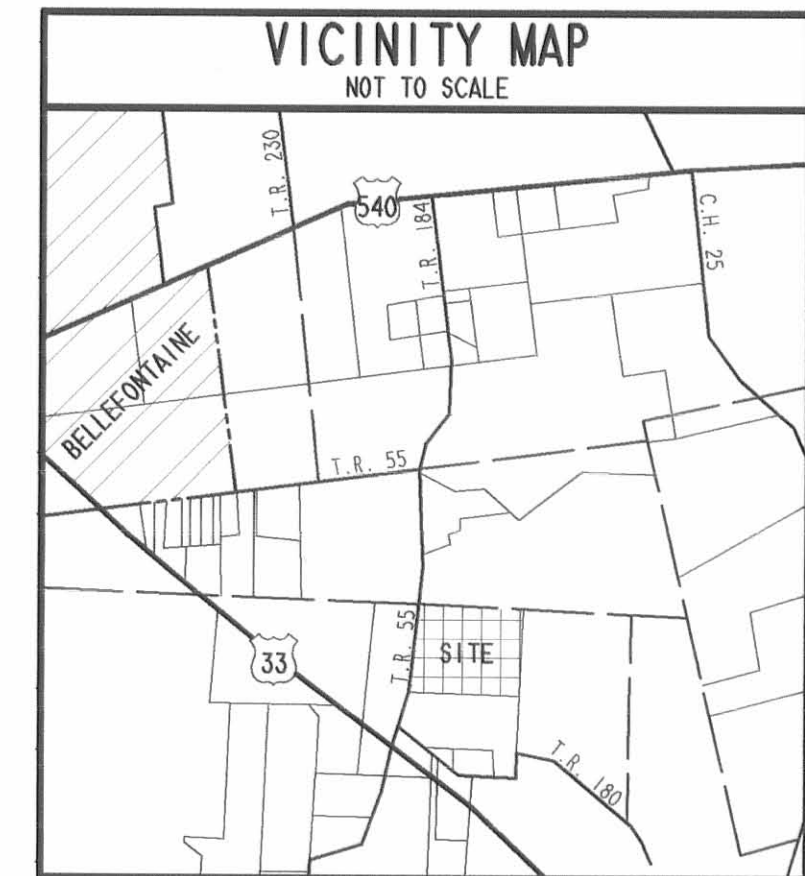 VICINITY MAP
NOT TO SCALE
T.R. 230
540
T.R. 184
C.H. 25
BELLEFONTAINE
T.R. 55
T.R. 55
SITE
33
T.R. 180